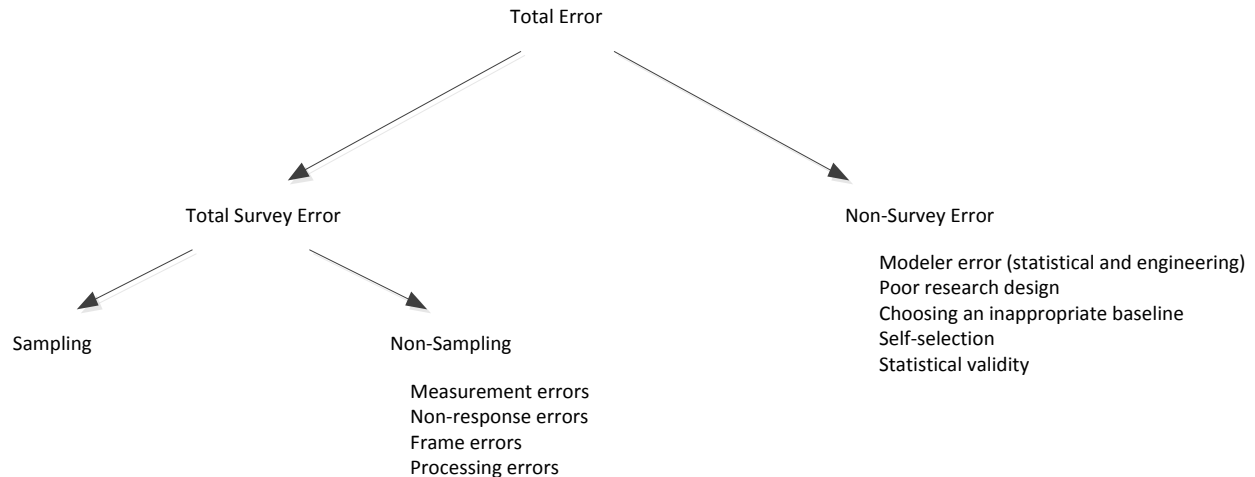 Total Error
Total Survey Error
Non-Survey Error
Modeler error (statistical and engineering)
Poor research design
Choosing an inappropriate baseline
Self-selection
Statistical validity
Sampling
Non-Sampling
Measurement errors
Non-response errors
Frame errors
Processing errors